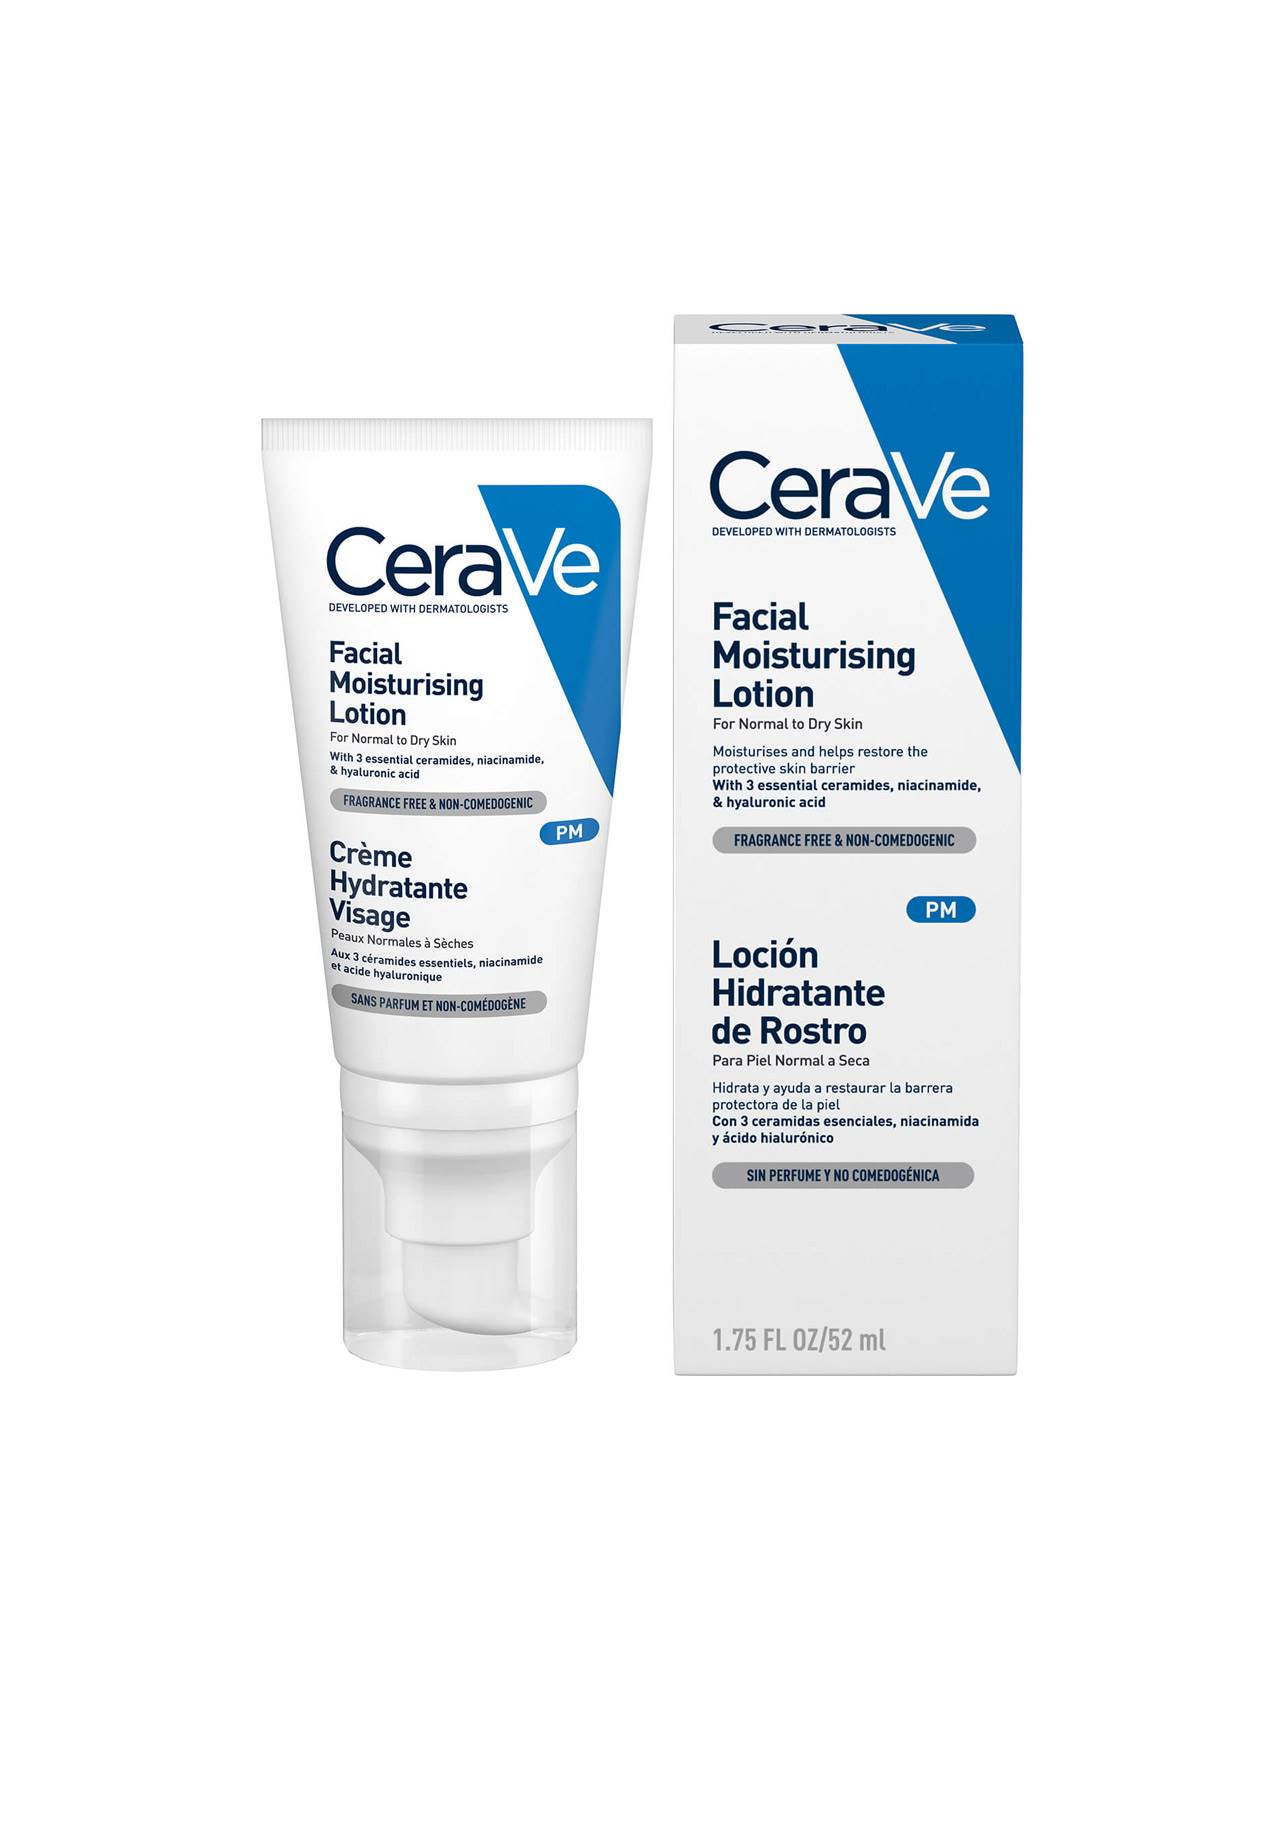 CeraVe
DEVELOPED WITH DERMATOLOGISTS
Facial
Moisturising
Lotion
For Normal to Dry Skin
With 3 essential ceramides, niacinamide,
& hyaluronic acid
FRAGRANCE FREE & NON-COMEDOGENIC
PM
Crème
Hydratante
Visage
Peaux Normales à Sèches
Aux 3 céramides essentiels, niacinamide
et acide hyaluronique
SANS PARFUM ET NON-COMÉDOGÈNE
CeraVe
DEVELOPED WITH DERMATOLOGISTS
CeraVe
DEVELOPED WITH DERMATOLOGISTS
Facial
Moisturising
Lotion
For Normal to Dry Skin
Moisturises and helps restore the
protective skin barrier
With 3 essential ceramides, niacinamide,
& hyaluronic acid
FRAGRANCE FREE & NON-COMEDOGENIC
PM
Loción
Hidratante
de Rostro
Para Piel Normal a Seca
Hidrata y ayuda a restaurar la barrera
protectora de la piel
Con 3 ceramidas esenciales, niacinamida
y ácido hialurónico
SIN PERFUME Y NO COMEDOGÉNICA
1.75 FL OZ/52 ml